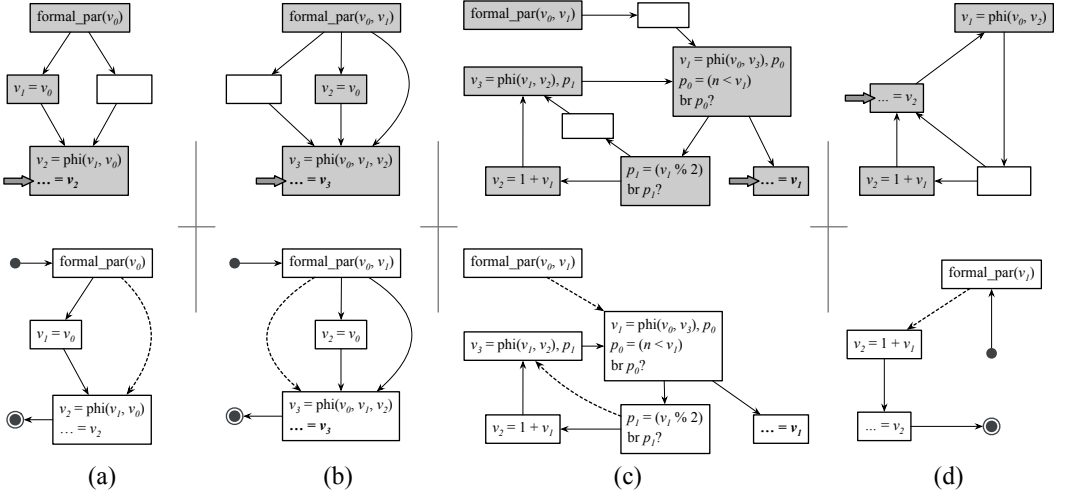 formal_par(v0)
v1 = v0
v2 = phi(v1, v0)
... = v2
formal_par(v0, v1)
v2 = v0
v3 = phi(v0, v1, v2)
... = v3
formal_par(v0, v1)
v1 = phi(v0, v3), p0
p0 = (n < v1)
br p0?
v3 = phi(v1, v2), p1
p1 = (v1 % 2)
br p1?
v2 = 1 + v1
... = v1
v1 = phi(v0, v2)
... = v2
v2 = 1 + v1
formal_par(v0)
v1 = v0
v2 = phi(v1, v0)
... = v2
formal_par(v0, v1)
v2 = v0
v3 = phi(v0, v1, v2)
... = v3
formal_par(v0, v1)
v1 = phi(v0, v3), p0
p0 = (n < v1)
br p0?
v3 = phi(v1, v2), p1
p1 = (v1 % 2)
br p1?
v2 = 1 + v1
... = v1
formal_par(v1)
v2 = 1 + v1
... = v2
(a)
(b)
(c)
(d)